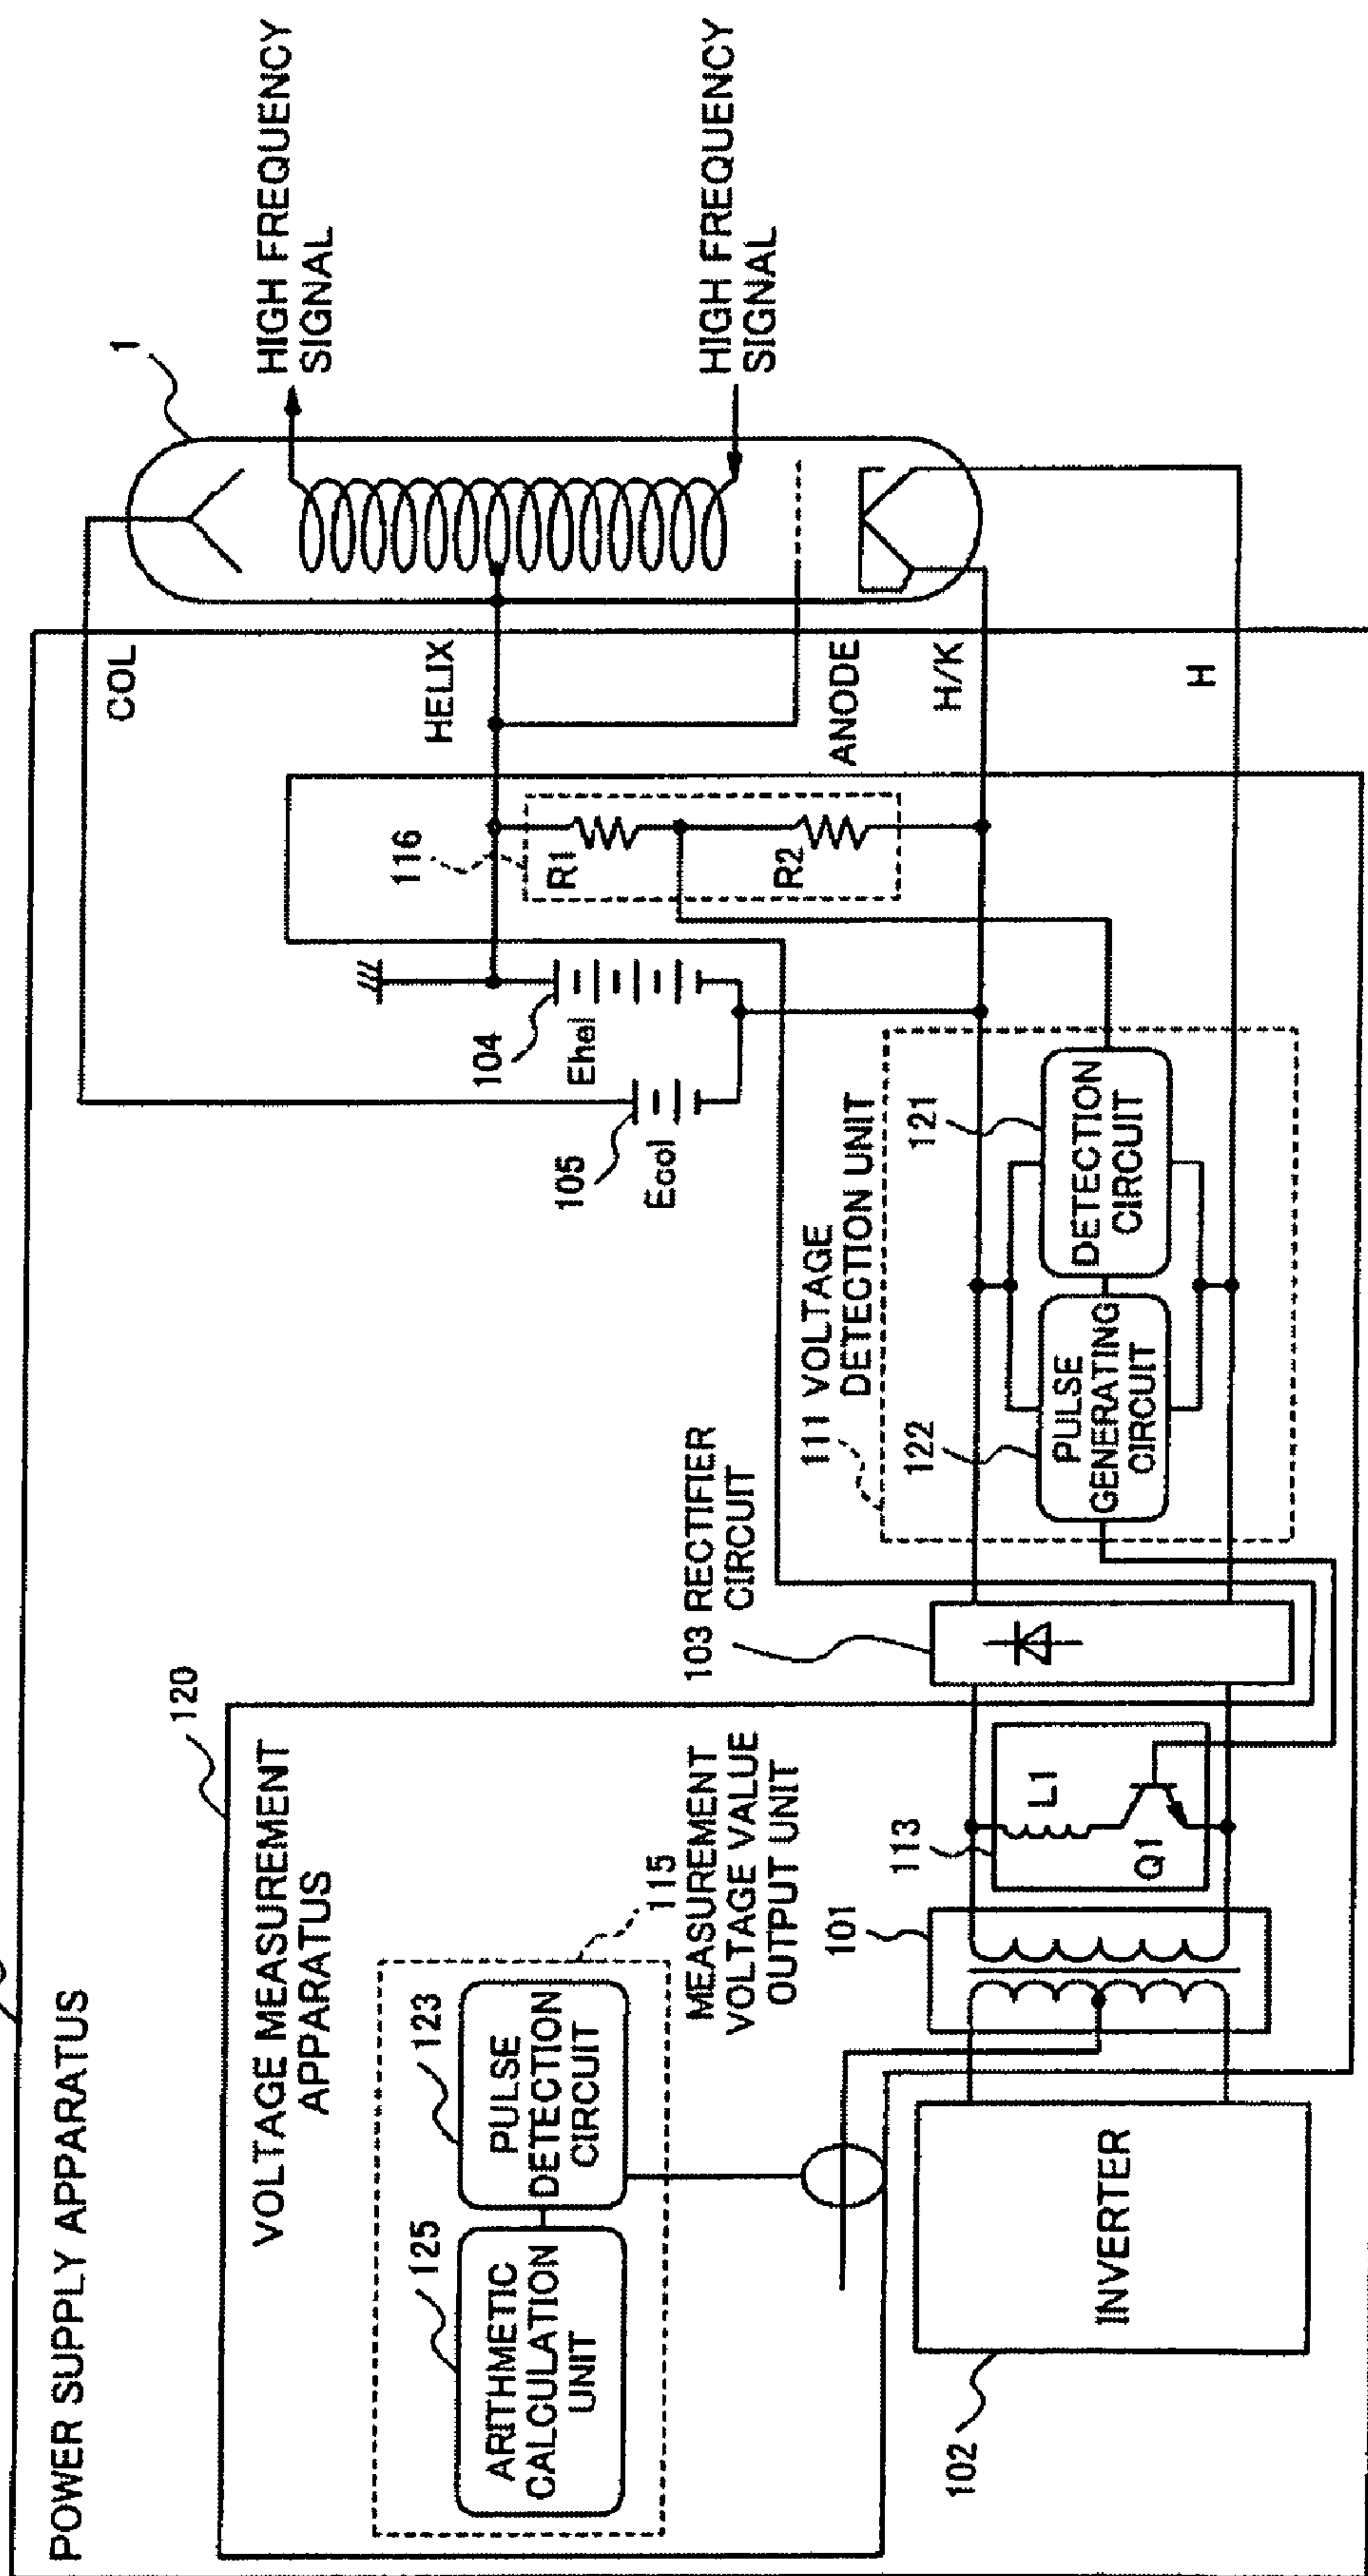 POWER SUPPLY APPARATUS
120
VOLTAGE MEASUREMENT
APPARATUS
125
ARITHMETIC
CALCULATION
UNIT
123
PULSE
DETECTION
CIRCUIT
115
MEASUREMENT
VOLTAGE VALUE
OUTPUT UNIT
102
INVERTER
101
113
L1
Q1
103 RECTIFIER
CIRCUIT
111 VOLTAGE
DETECTION UNIT
122
PULSE
GENERATING
CIRCUIT
121
DETECTION
CIRCUIT
105
Ecol
104
Ehel
116
R1
R2
COL
HELIX
ANODE
H/K
H
1
HIGH FREQUENCY
SIGNAL
HIGH FREQUENCY
SIGNAL